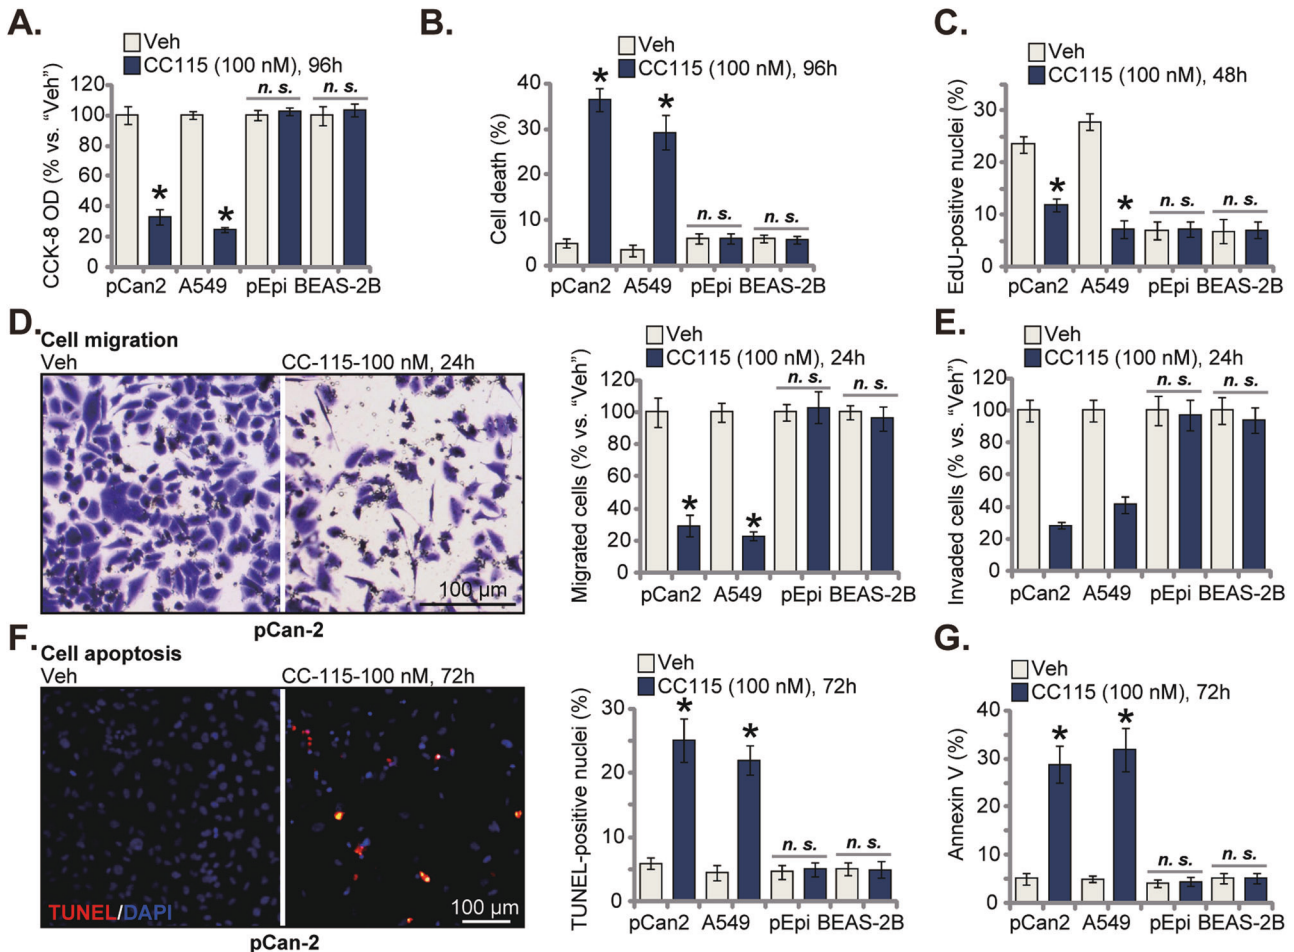 A.
Veh
CC115 (100 nM), 96h
CCK-8 OD (% vs. “Veh”)
120
100
80
60
40
20
0
n. s.
n. s.
*
*
pCan2 A549 pEpi BEAS-2B
B.
Veh
CC115 (100 nM), 96h
Cell death (%)
40
30
40
10
0
*
*
n. s.
n. s.
pCan2 A549 pEpi BEAS-2B
C.
Veh
CC115 (100 nM), 48h
EdU-positive nuclei (%)
30
40
10
0
*
*
n. s.
n. s.
pCan2 A549 pEpi BEAS-2B
D.
Cell migration
Veh
CC-115-100 nM, 24h
100 µm
pCan-2
Veh
CC115 (100 nM), 24h
Migrated cells (% vs. “Veh”)
120
100
80
60
40
20
0
n. s.
n. s.
*
*
pCan2 A549 pEpi BEAS-2B
E.
Veh
CC115 (100 nM), 24h
Invaded cells (% vs. “Veh”)
120
100
80
60
40
20
0
n. s.
n. s.
pCan2 A549 pEpi BEAS-2B
F.
Cell apoptosis
Veh
CC-115-100 nM, 72h
TUNEL/DAPI
100 µm
pCan-2
Veh
CC115 (100 nM), 72h
TUNEL-positive nuclei (%)
30
20
10
0
*
*
n. s.
n. s.
pCan2 A549 pEpi BEAS-2B
G.
Veh
CC115 (100 nM), 72h
Annexin V (%)
40
30
40
10
0
*
*
n. s.
n. s.
pCan2 A549 pEpi BEAS-2B